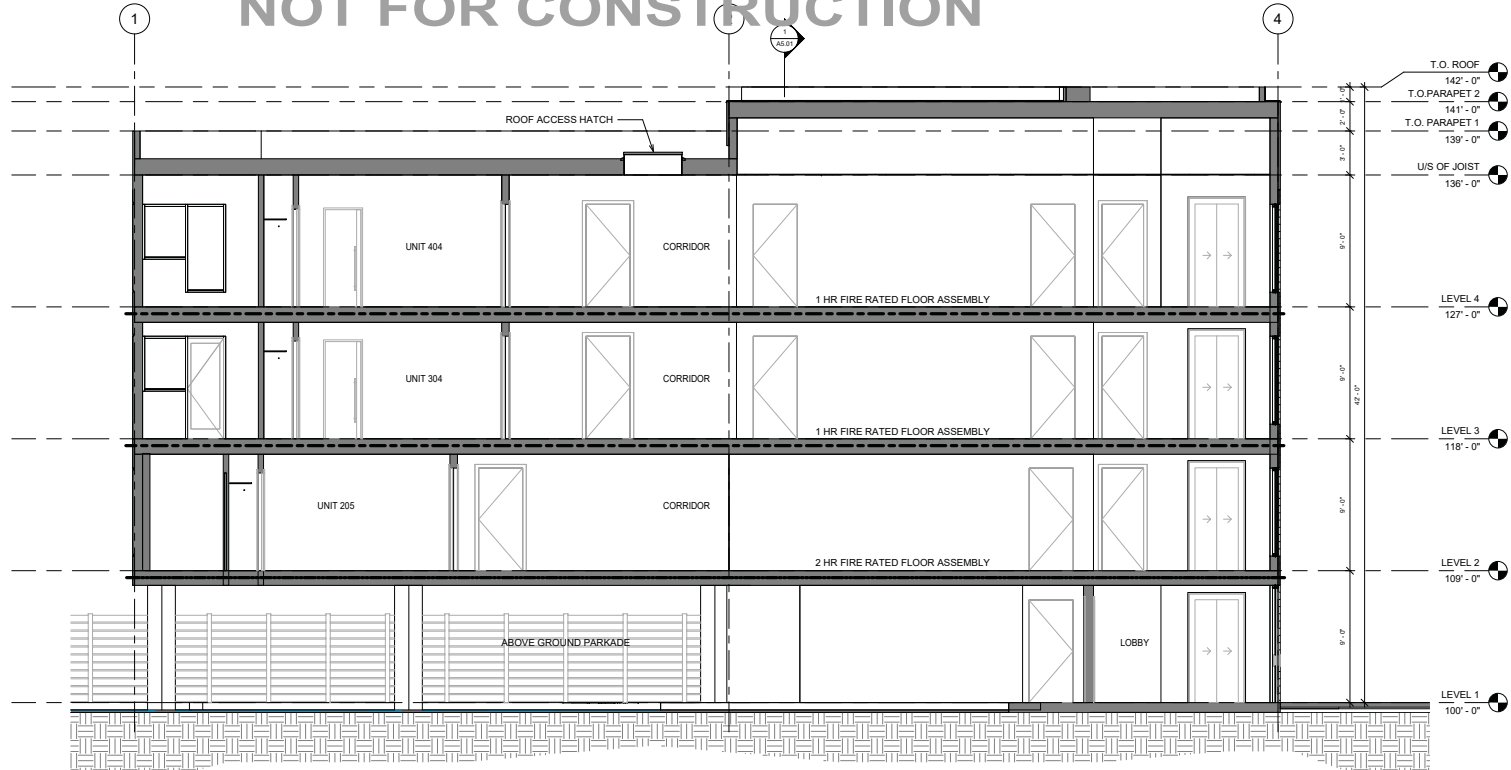 NOT FOR CONSTRUCTION
1
4
1
A5.01
T.O. ROOF
142' - 0"
T.O.PARAPET 2
141' - 0"
T.O. PARAPET 1
139' - 0"
U/S OF JOIST
136' - 0"
ROOF ACCESS HATCH
2' - 0"
3' - 0"
UNIT 404
CORRIDOR
9' - 0"
1 HR FIRE RATED FLOOR ASSEMBLY
LEVEL 4
127' - 0"
UNIT 304
CORRIDOR
9' - 0"
42' - 0"
1 HR FIRE RATED FLOOR ASSEMBLY
LEVEL 3
118' - 0"
UNIT 205
CORRIDOR
9' - 0"
2 HR FIRE RATED FLOOR ASSEMBLY
LEVEL 2
109' - 0"
ABOVE GROUND PARKADE
LOBBY
9' - 0"
LEVEL 1
100' - 0"